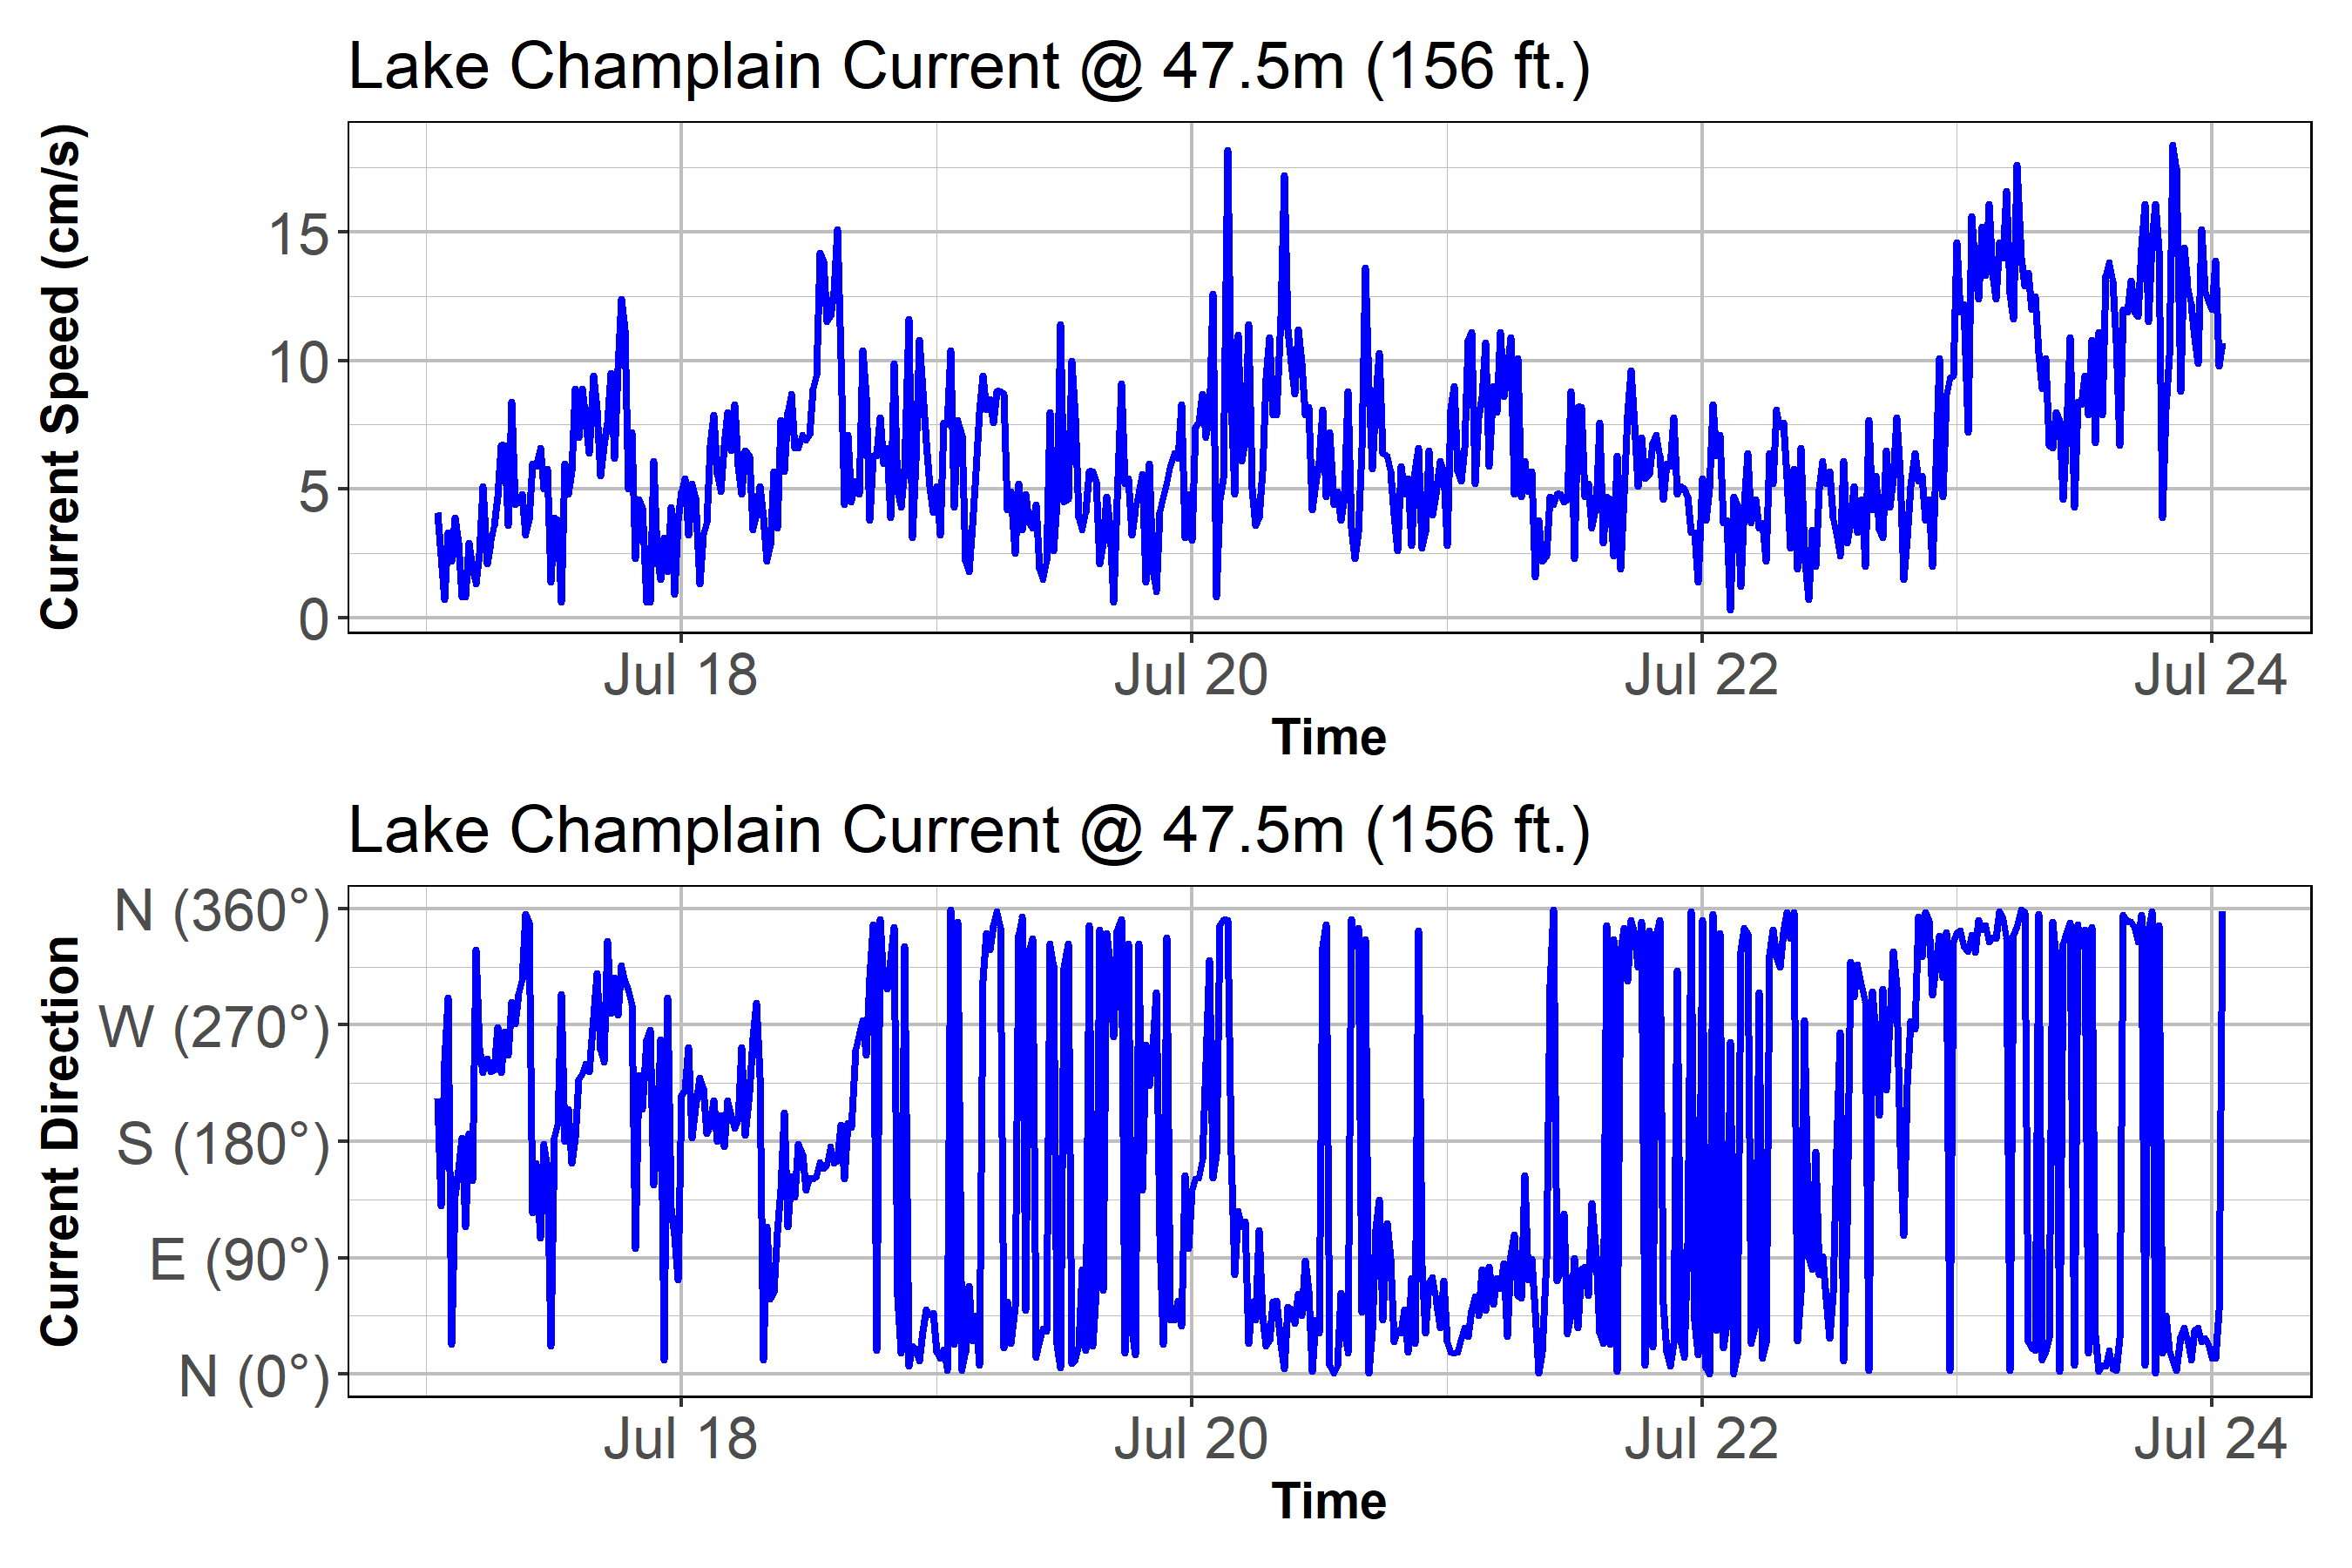 Lake Champlain Current @ 47.5m (156 ft.)
Current Speed (cm/s)
15
10
5
0
Jul 18 Jul 20 Jul 22 Jul 24
Time
Lake Champlain Current @ 47.5m (156 ft.)
Current Direction
N (360°)
W (270°)
S (180°)
E (90°)
N (0°)
Jul 18 Jul 20 Jul 22 Jul 24
Time